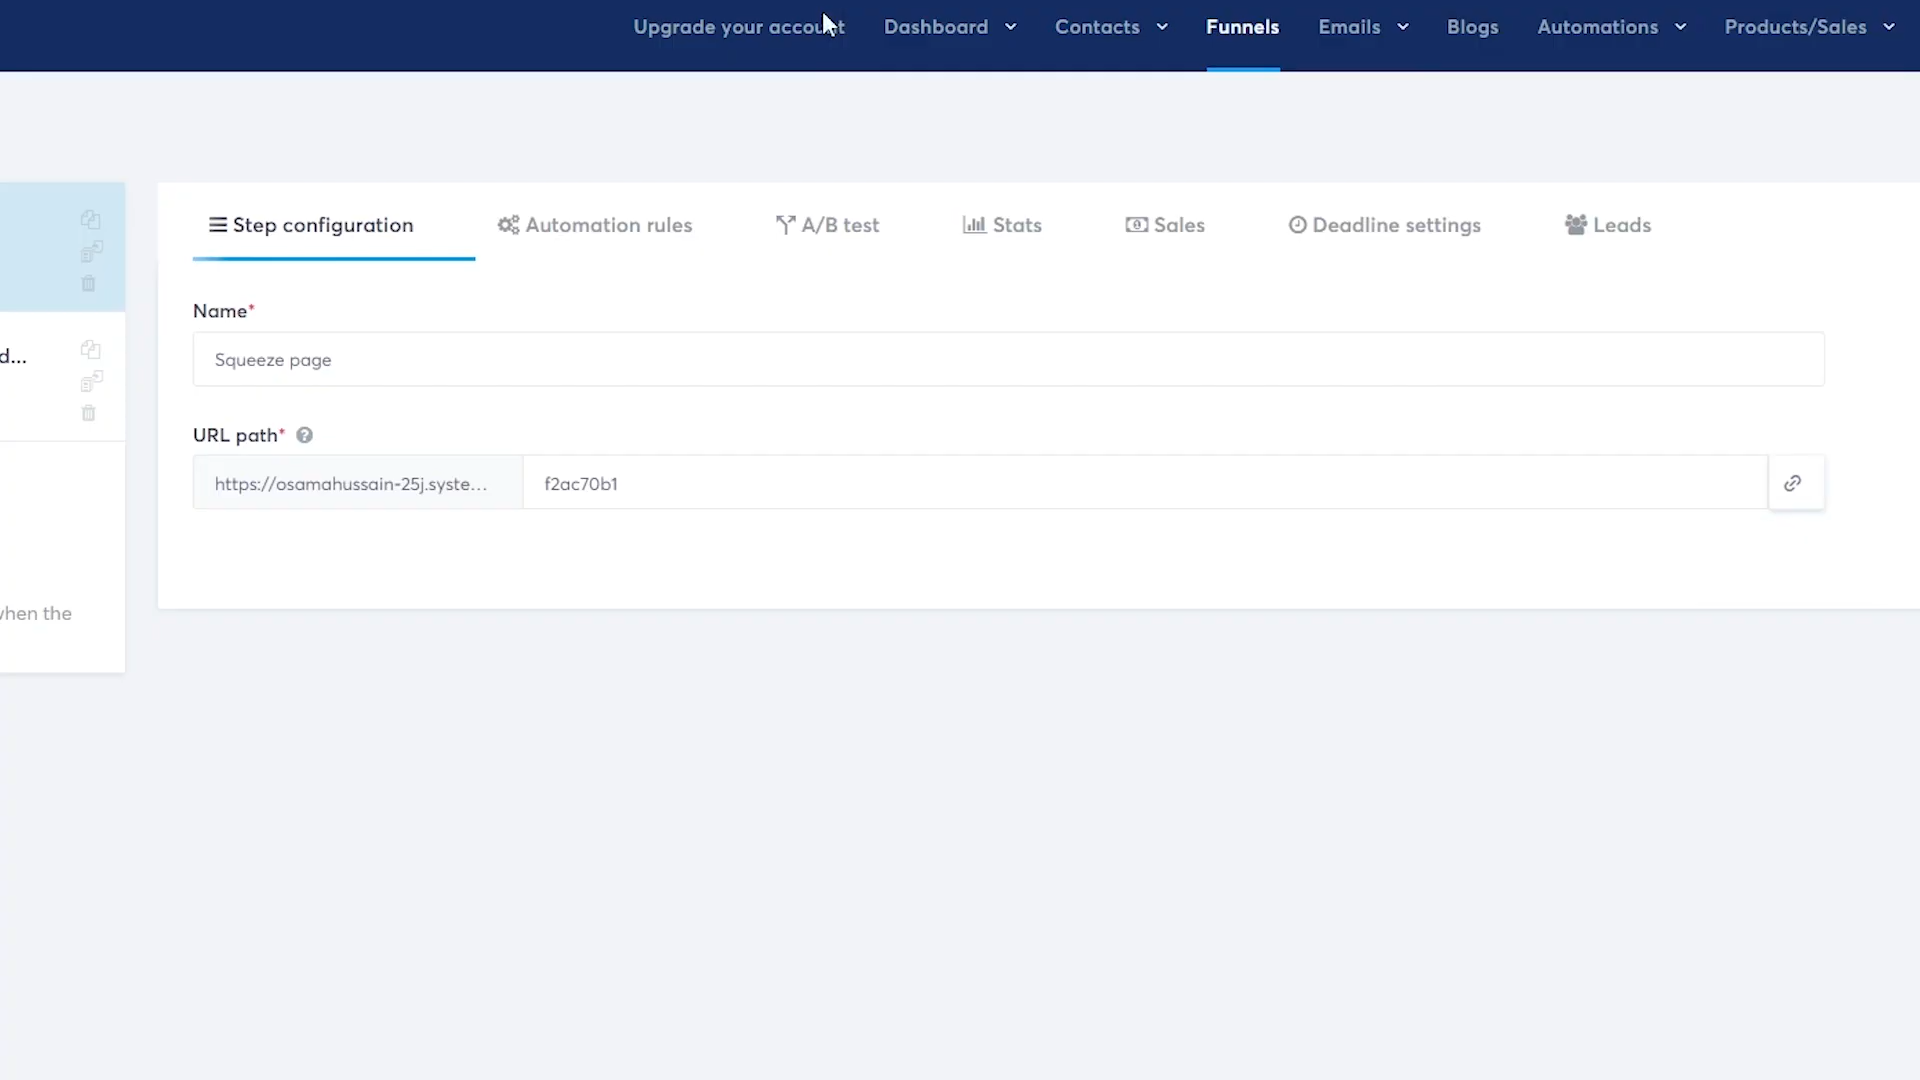 Upgrade your account Dashboard Contacts Funnels Emails Blogs Automations Products/Sales
Step configuration Automation rules A/B test Stats Sales Deadline settings Leads
Name*
Squeeze page
d...
URL path*
https://osamahussain-25j.syste... f2ac70b1
when the